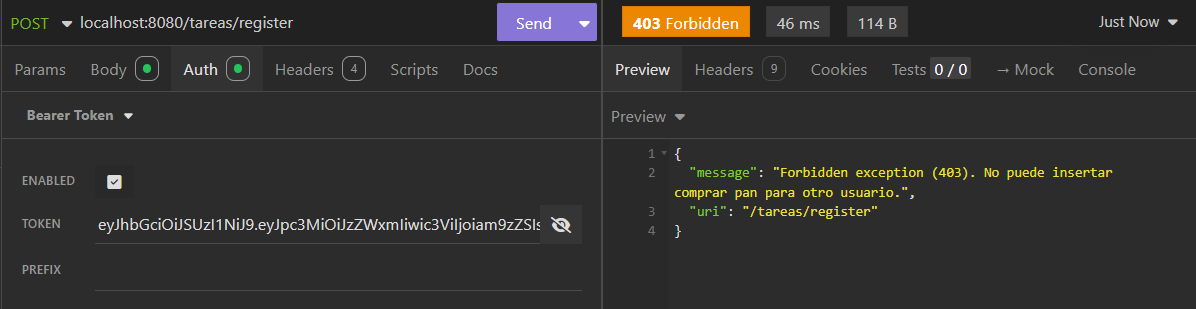 POST localhost:8080/tareas/register Send 403 Forbidden 46 ms 114 B Just Now
Params Body Auth Headers 4 Scripts Docs
Preview Headers 9 Cookies Tests 0 / 0 → Mock Console
Bearer Token
Preview
ENABLED
TOKEN eyJhbGciOiJSUzI1NiJ9.eyJpc3MiOiJzZWxmIiwic3ViIjoiam9zZSIs
PREFIX
1 {
2 "message": "Forbidden exception (403). No puede insertar
comprar pan para otro usuario.",
3 "uri": "/tareas/register"
4 }